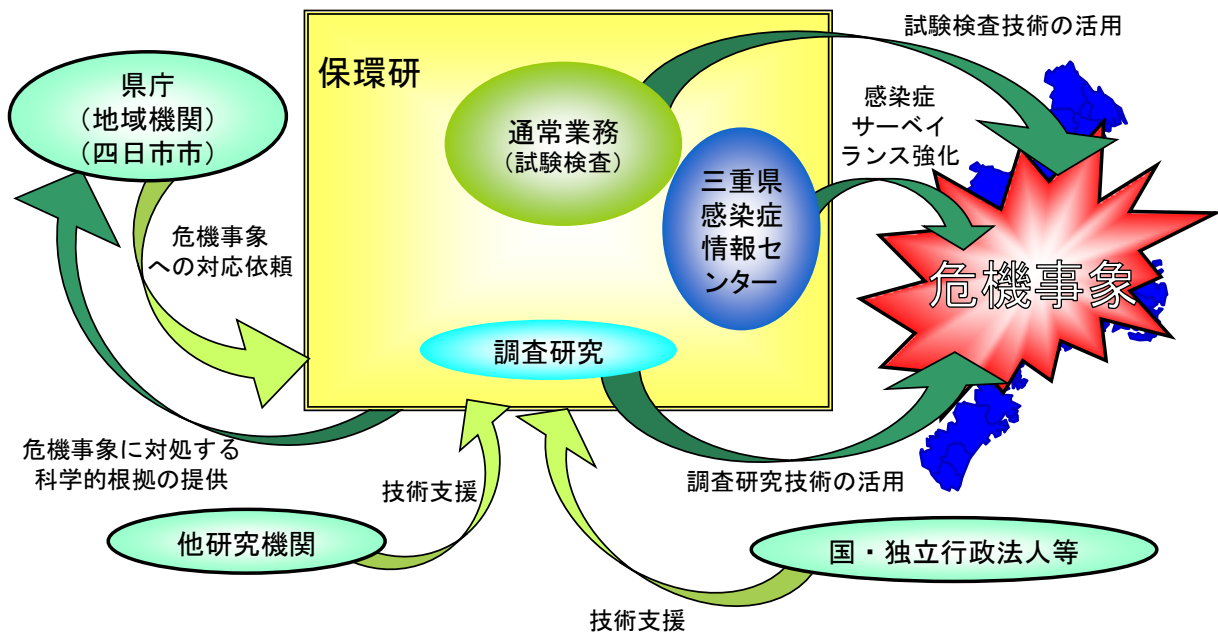 試験検査技術の活用
保環研
県庁
（地域機関）
（四日市市）
通常業務
（試験検査）
感染症
サーベイ
ランス強化
三重県
感染症
情報セ
ンター
危機事象
への対応依頼
危機事象
調査研究
危機事象に対処する
科学的根拠の提供
技術支援
調査研究技術の活用
他研究機関
国・独立行政法人等
技術支援